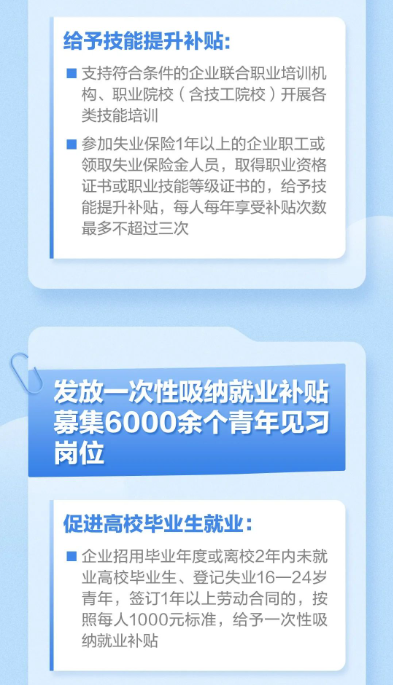 给予技能提升补贴:
支持符合条件的企业联合职业培训机
构、职业院校（含技工院校）开展各
类技能培训
参加失业保险1年以上的企业职工或
领取失业保险金人员，取得职业资格
证书或职业技能等级证书的，给予技
能提升补贴，每人每年享受补贴次数
最多不超过三次
发放一次性吸纳就业补贴
募集6000余个青年见习
岗位
促进高校毕业生就业：
企业招用毕业年度或离校2年内未就
业高校毕业生、登记失业16—24岁
青年，签订1年以上劳动合同的，按
照每人1000元标准，给予一次性吸
纳就业补贴